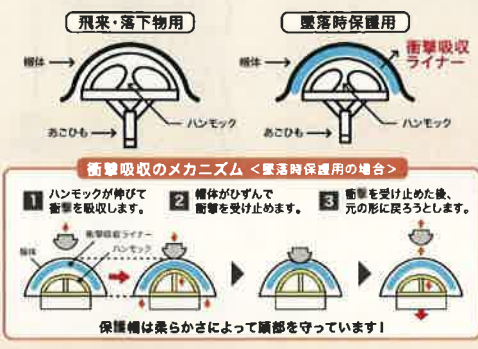 飛来・落下物用
墜落時保護用
帽体
ハンモック
あごひも
衝撃吸収
ライナー
帽体
ハンモック
あごひも
衝撃吸収のメカニズム <墜落時保護用の場合>
1 ハンモックが伸びて
衝撃を吸収します。
2 帽体がひずんで
衝撃を受け止めます。
3 衝撃を受け止めた後、
元の形に戻ろうとします。
衝撃吸収ライナー
ハンモック
帽体
保護帽は柔らかさによって頭部を守っています!